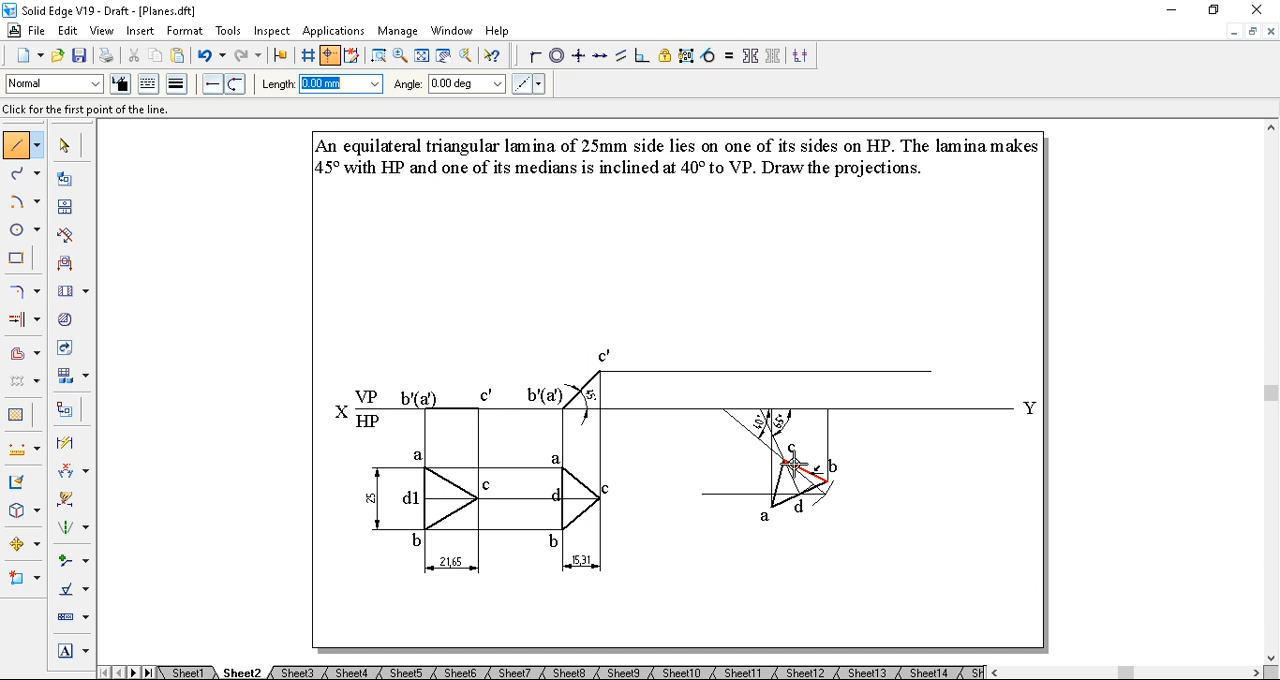 Solid Edge V19 - Draft - [Planes.dft]
File Edit View Insert Format Tools Inspect Applications Manage Window Help
Normal Length: 0.00 mm Angle: 0.00 deg
Click for the first point of the line.
An equilateral triangular lamina of 25mm side lies on one of its sides on HP. The lamina makes
45° with HP and one of its medians is inclined at 40° to VP. Draw the projections.
c'
X VP b'(a') c' b'(a') 45° Y
HP
40° 65°
a a c b
25 d1 c d c
a d
b b
21,65 15,31
Sheet1 Sheet2 Sheet3 Sheet4 Sheet5 Sheet6 Sheet7 Sheet8 Sheet9 Sheet10 Sheet11 Sheet12 Sheet13 Sheet14 Sh